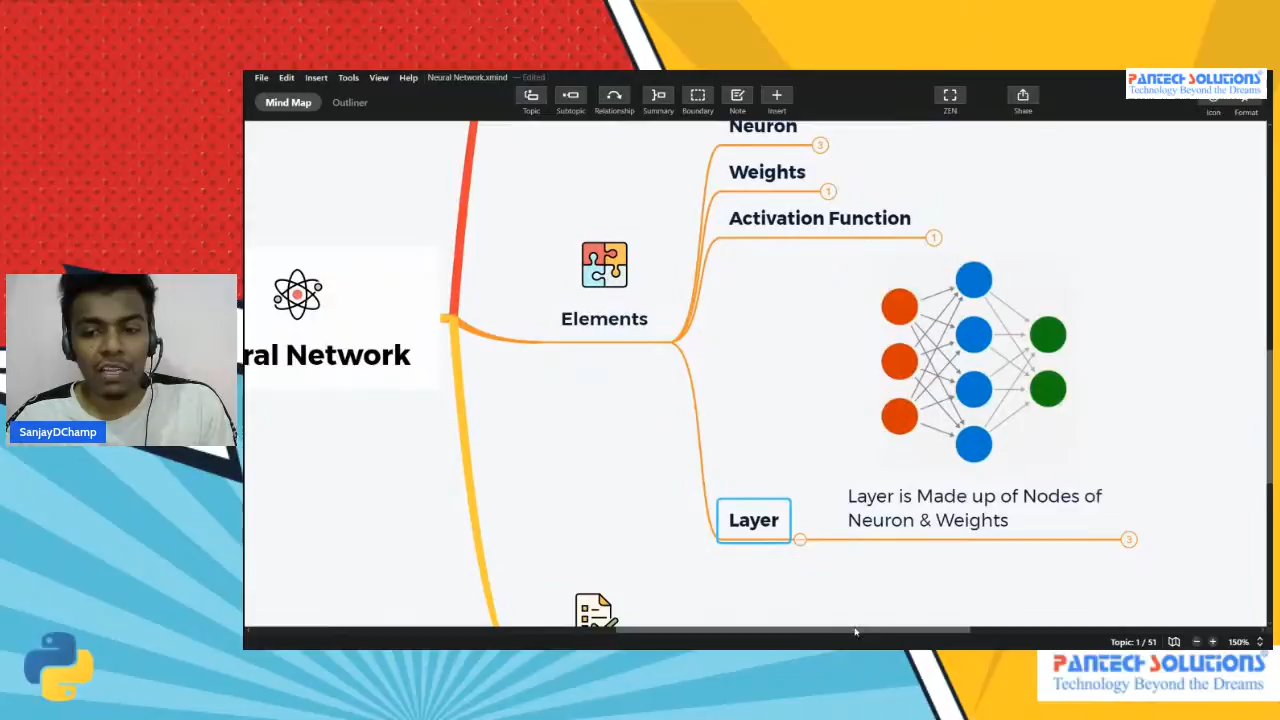 File Edit Insert Tools View Help Neural Network.xmind — Edited
PANTECH SOLUTIONS
Technology Beyond the Dreams
Mind Map Outliner
Topic Subtopic Relationship Summary Boundary Note Insert ZEN Share Icon Format
Neuron
3
Weights
1
Activation Function
1
Elements
ral Network
SanjayDChamp
Layer is Made up of Nodes of
Neuron & Weights
Layer
3
Topic: 1 / 51 150%
PANTECH SOLUTIONS
Technology Beyond the Dreams